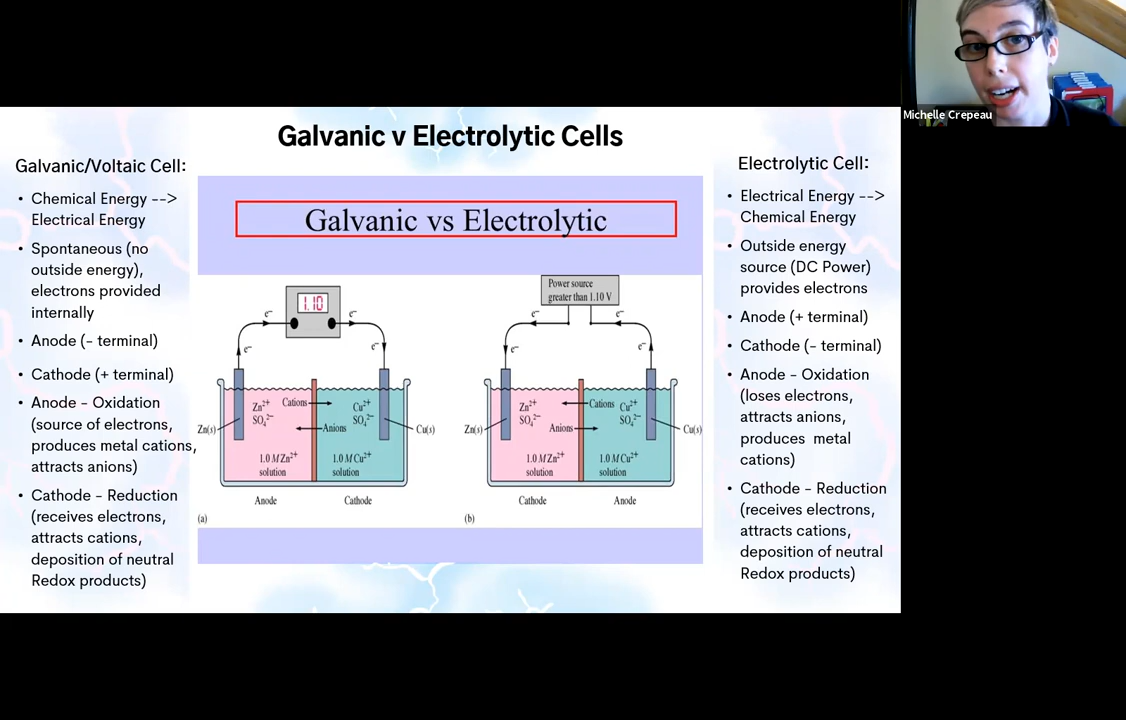 Michelle Crepeau
Galvanic v Electrolytic Cells
Galvanic/Voltaic Cell:
• Chemical Energy -->
Electrical Energy
• Spontaneous (no
outside energy),
electrons provided
internally
• Anode (- terminal)
• Cathode (+ terminal)
• Anode - Oxidation
(source of electrons,
produces metal cations,
attracts anions)
• Cathode - Reduction
(receives electrons,
attracts cations,
deposition of neutral
Redox products)
Galvanic vs Electrolytic
1.10
e⁻
e⁻
e⁻
e⁻
Zn²⁺
SO₄²⁻
Cations
Cu²⁺
SO₄²⁻
Anions
Zn(s)
Cu(s)
1.0 M Zn²⁺
solution
1.0 M Cu²⁺
solution
Anode
Cathode
(a)
Power source
greater than 1.10 V
e⁻
e⁻
e⁻
e⁻
Zn²⁺
SO₄²⁻
Cations
Cu²⁺
SO₄²⁻
Anions
Zn(s)
Cu(s)
1.0 M Zn²⁺
solution
1.0 M Cu²⁺
solution
Cathode
Anode
(b)
Electrolytic Cell:
• Electrical Energy -->
Chemical Energy
• Outside energy
source (DC Power)
provides electrons
• Anode (+ terminal)
• Cathode (- terminal)
• Anode - Oxidation
(loses electrons,
attracts anions,
produces metal
cations)
• Cathode - Reduction
(receives electrons,
attracts cations,
deposition of neutral
Redox products)